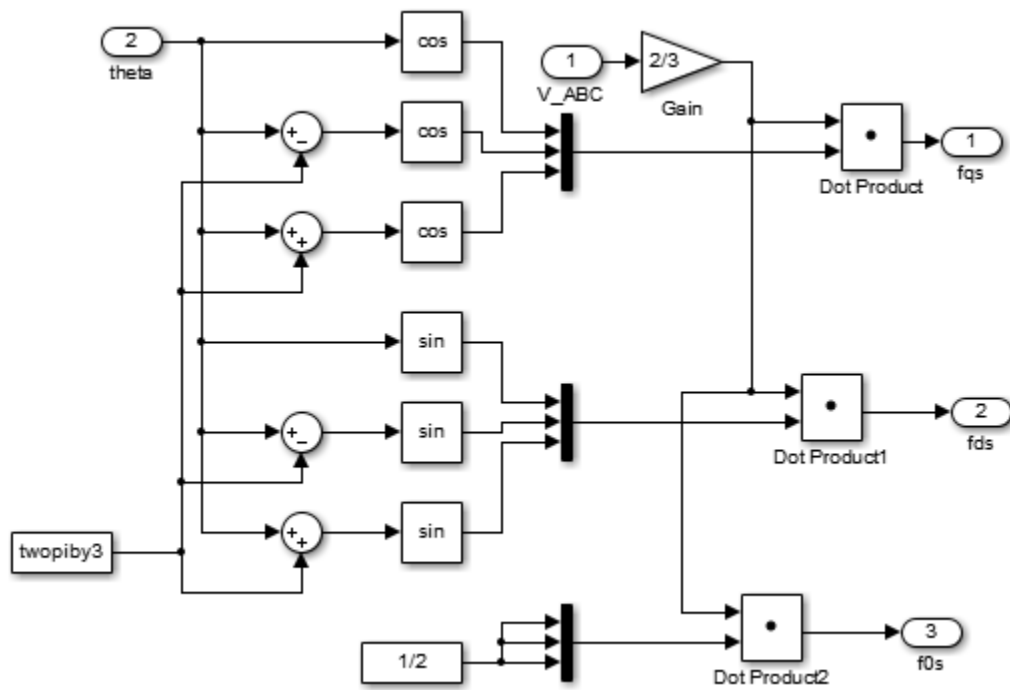 2
theta
cos
1
V_ABC
2/3
Gain
+
−
cos
Dot Product
1
fqs
+
+
cos
sin
+
−
sin
Dot Product1
2
fds
+
+
sin
twopiby3
1/2
Dot Product2
3
f0s